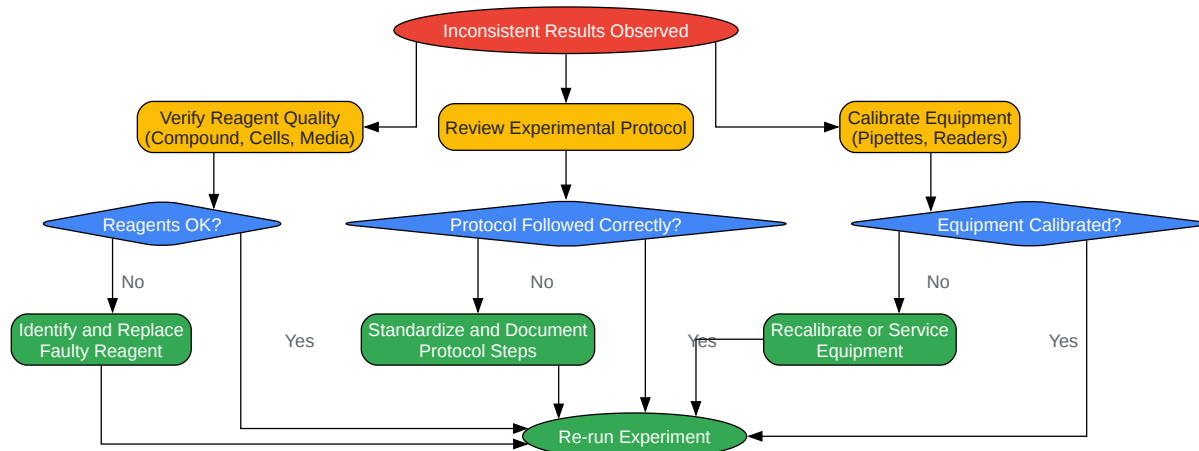 Inconsistent Results Observed
Verify Reagent Quality
(Compound, Cells, Media)
Review Experimental Protocol
Calibrate Equipment
(Pipettes, Readers)
Reagents OK?
Protocol Followed Correctly?
Equipment Calibrated?
No
No
No
Identify and Replace
Faulty Reagent
Yes
Standardize and Document
Protocol Steps
Yes
Recalibrate or Service
Equipment
Yes
Re-run Experiment